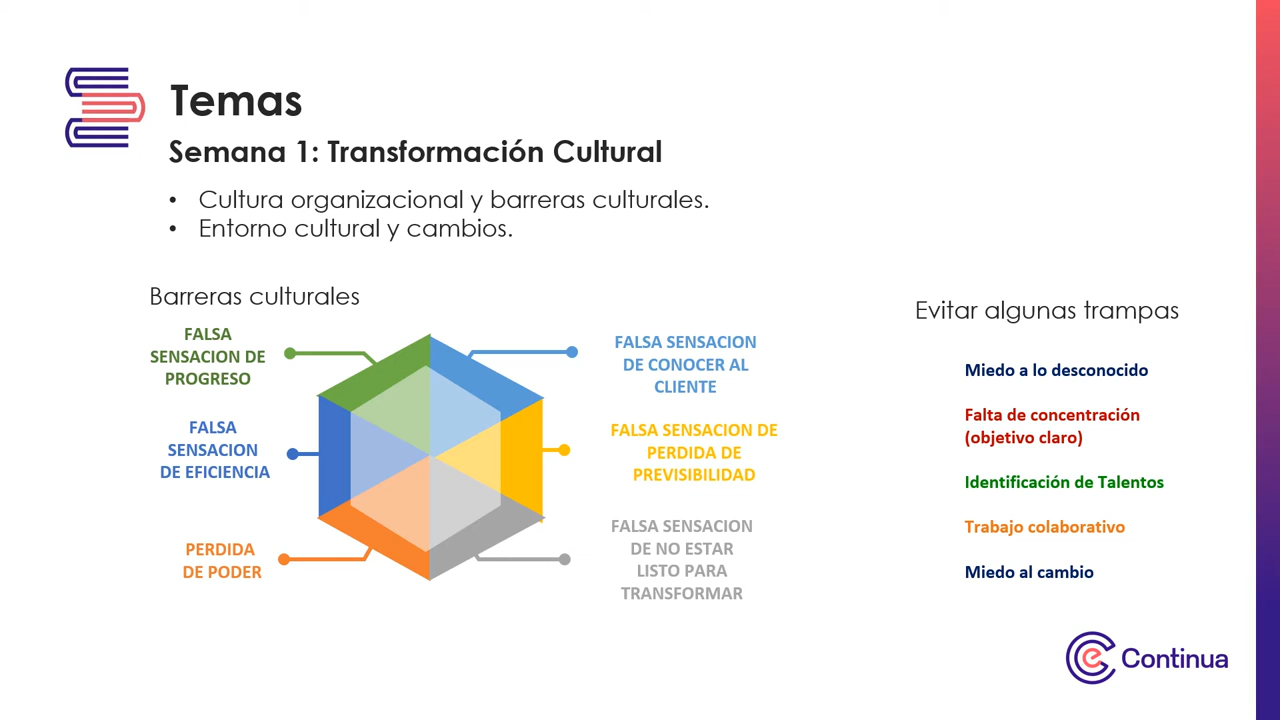 Temas
Semana 1: Transformación Cultural
• Cultura organizacional y barreras culturales.
• Entorno cultural y cambios.
Barreras culturales
FALSA
SENSACION DE
PROGRESO
FALSA
SENSACION
DE EFICIENCIA
PERDIDA
DE PODER
FALSA SENSACION
DE CONOCER AL
CLIENTE
FALSA SENSACION DE
PERDIDA DE
PREVISIBILIDAD
FALSA SENSACION
DE NO ESTAR
LISTO PARA
TRANSFORMAR
Evitar algunas trampas
Miedo a lo desconocido
Falta de concentración
(objetivo claro)
Identificación de Talentos
Trabajo colaborativo
Miedo al cambio
e Continua